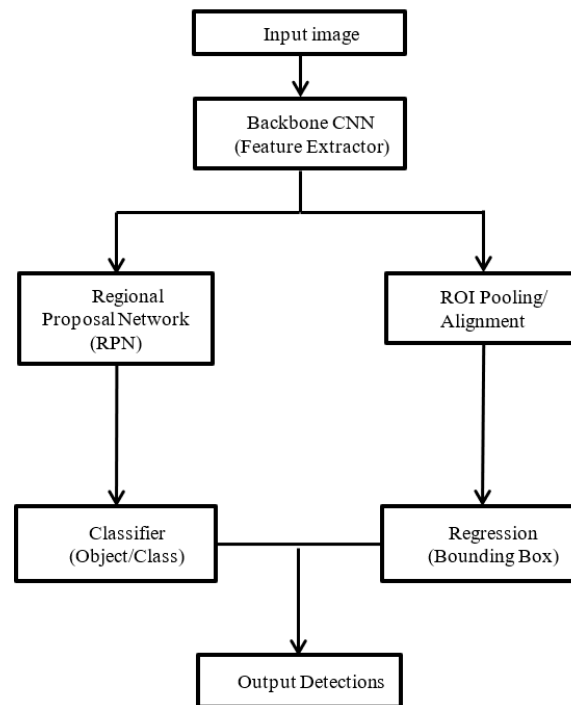 Input image
Backbone CNN
(Feature Extractor)
Regional
Proposal Network
(RPN)
ROI Pooling/
Alignment
Classifier
(Object/Class)
Regression
(Bounding Box)
Output Detections